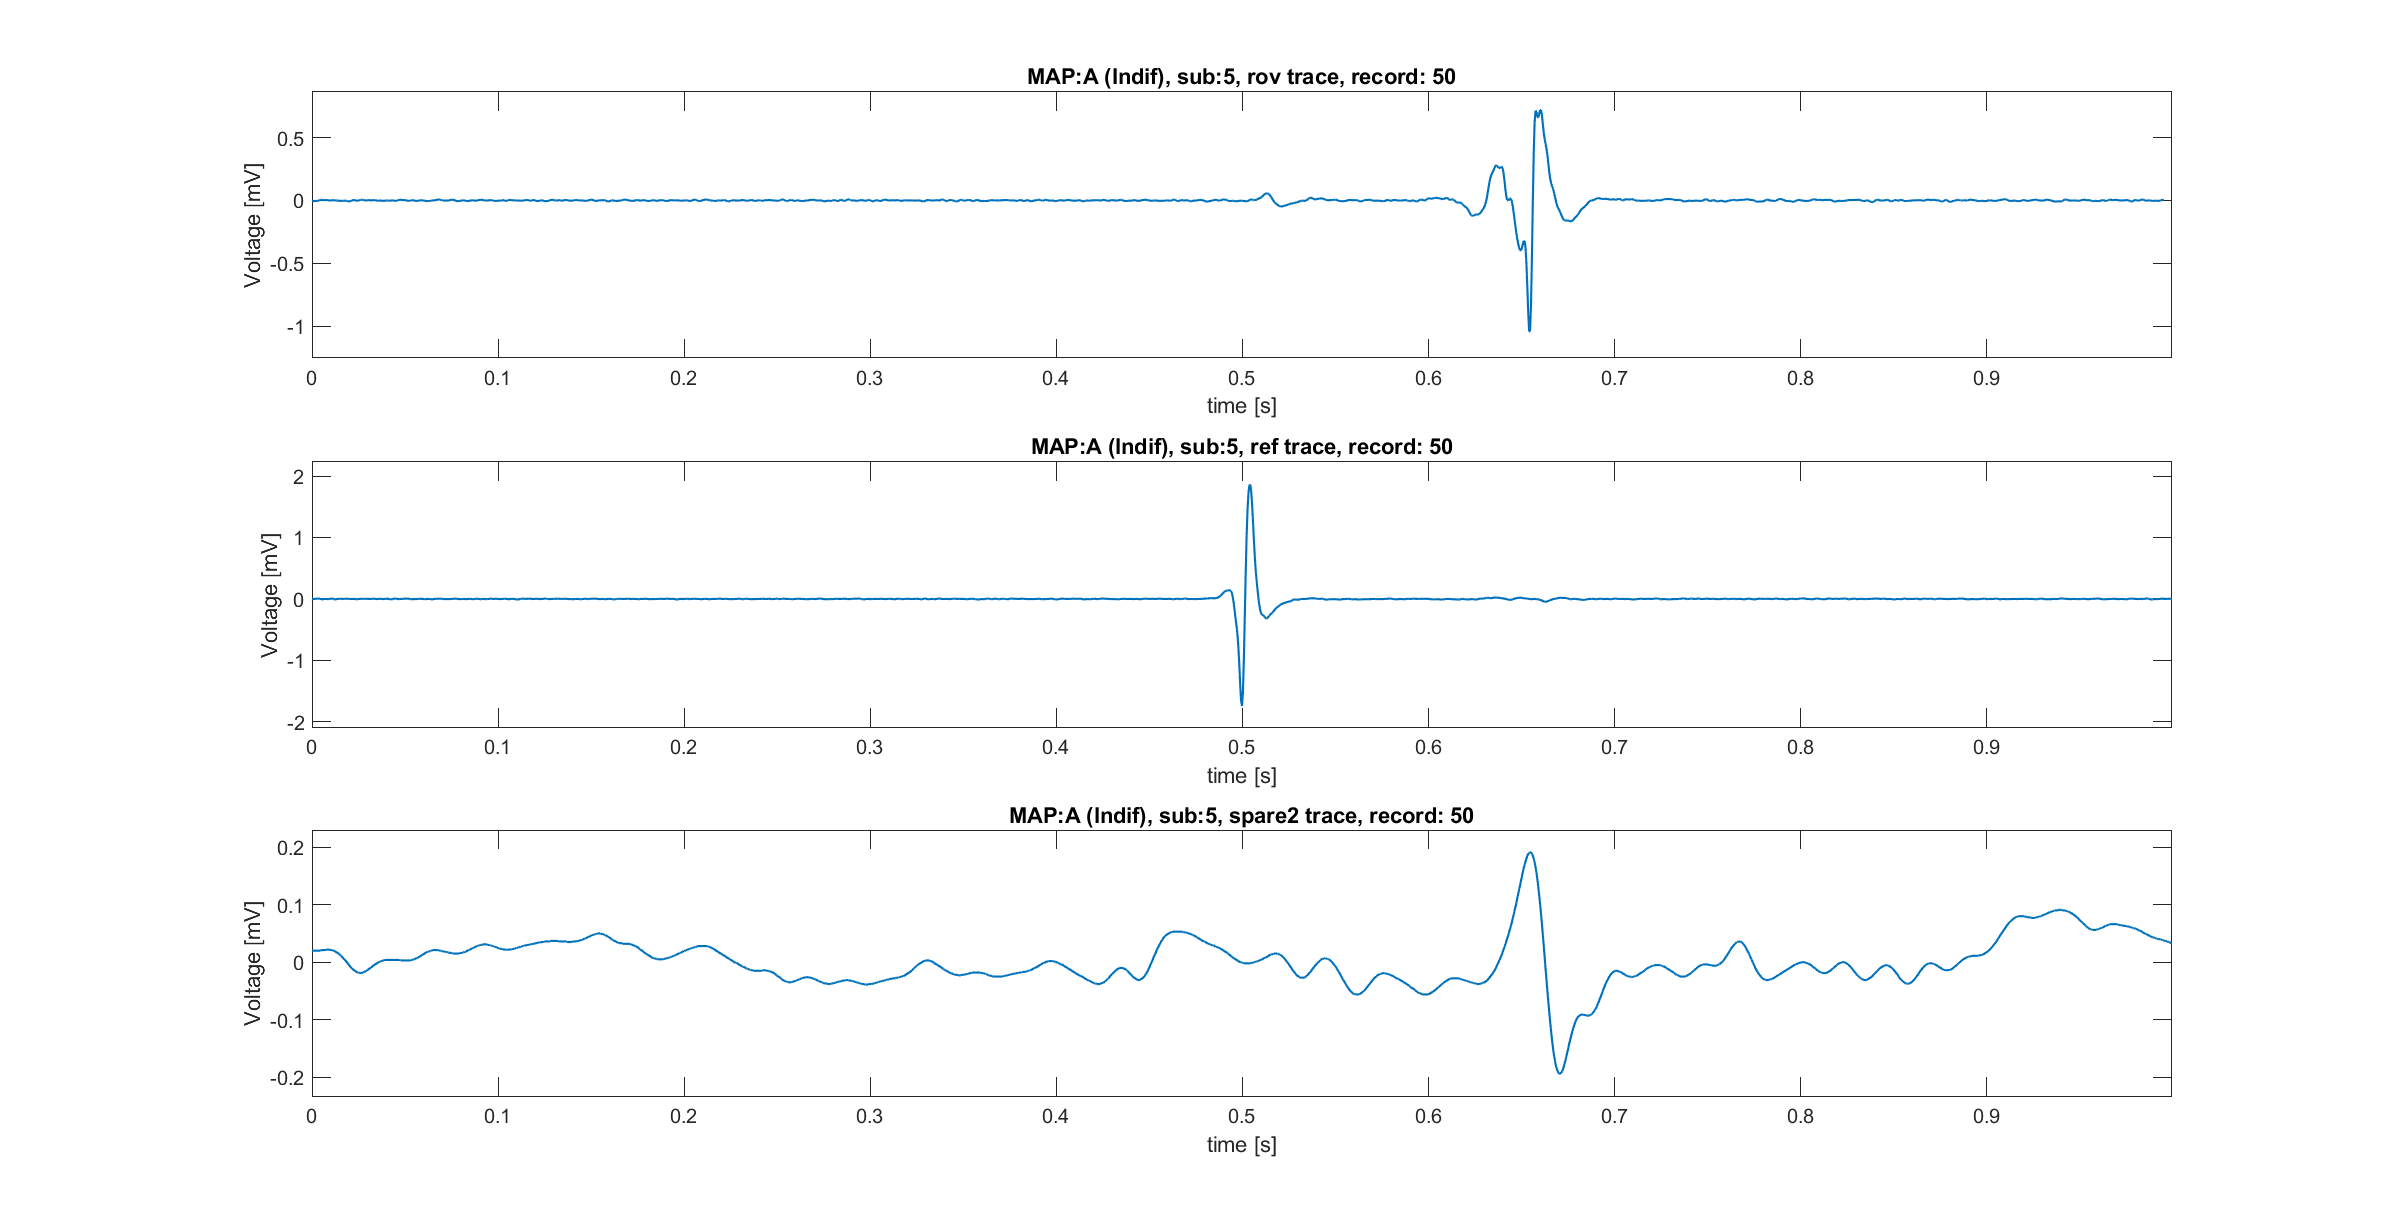 MAP:A (Indif), sub:5, rov trace, record: 50
Voltage [mV]
0.5
0
-0.5
-1
0 0.1 0.2 0.3 0.4 0.5 0.6 0.7 0.8 0.9
time [s]
MAP:A (Indif), sub:5, ref trace, record: 50
Voltage [mV]
2
1
0
-1
-2
0 0.1 0.2 0.3 0.4 0.5 0.6 0.7 0.8 0.9
time [s]
MAP:A (Indif), sub:5, spare2 trace, record: 50
Voltage [mV]
0.2
0.1
0
-0.1
-0.2
0 0.1 0.2 0.3 0.4 0.5 0.6 0.7 0.8 0.9
time [s]